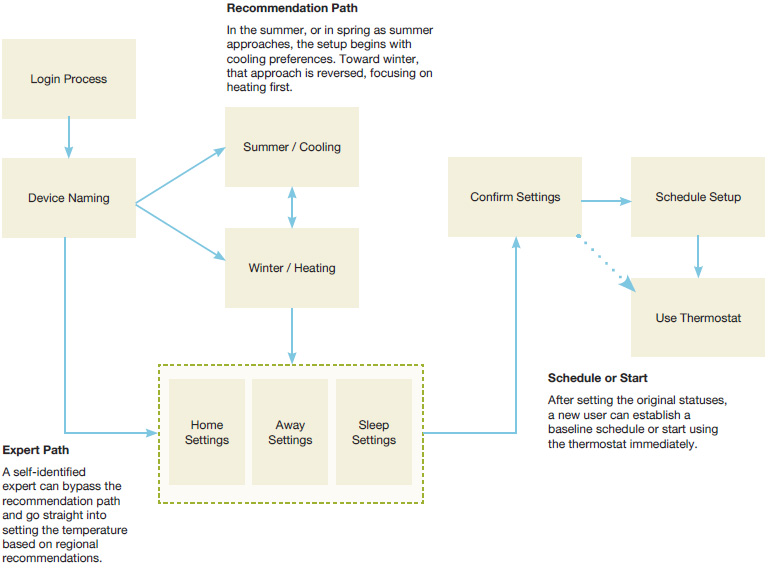 Recommendation Path
In the summer, or in spring as summer
approaches, the setup begins with
cooling preferences. Toward winter,
that approach is reversed, focusing on
heating first.
Login Process
Device Naming
Summer / Cooling
Winter / Heating
Confirm Settings
Schedule Setup
Use Thermostat
Home
Settings
Away
Settings
Sleep
Settings
Schedule or Start
After setting the original statuses,
a new user can establish a
baseline schedule or start using
the thermostat immediately.
Expert Path
A self-identified
expert can bypass the
recommendation path
and go straight into
setting the temperature
based on regional
recommendations.